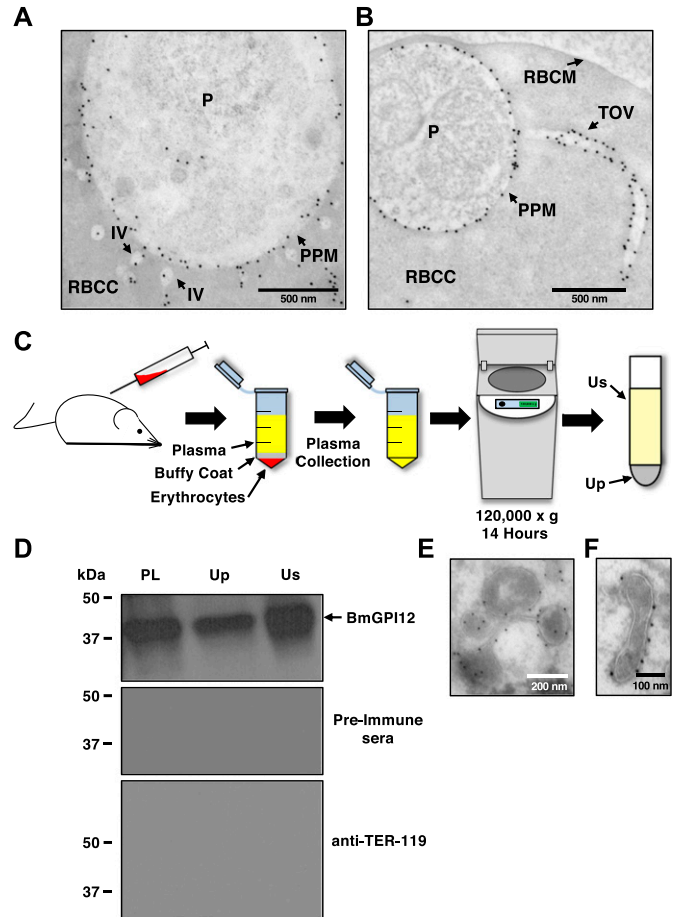 A
P
IV
PPM
RBCC
IV
500 nm
B
RBCM
TOV
P
PPM
RBCC
500 nm
C
Plasma
Buffy Coat
Erythrocytes
Plasma
Collection
120,000 x g
14 Hours
Us
Up
D
kDa
PL
Up
Us
50
37
BmGPI12
50
37
Pre-Immune
sera
50
37
anti-TER-119
E
200 nm
F
100 nm